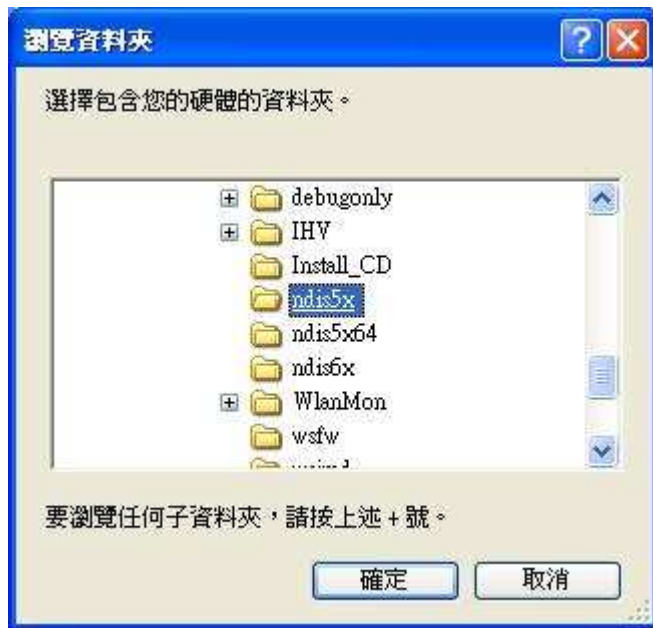 瀏覽資料夾
選擇包含您的硬體的資料夾。
debugonly
IHV
Install_CD
ndis5x
ndis5x64
ndis6x
WlanMon
wsfw
要瀏覽任何子資料夾，請按上述 + 號。
確定 取消